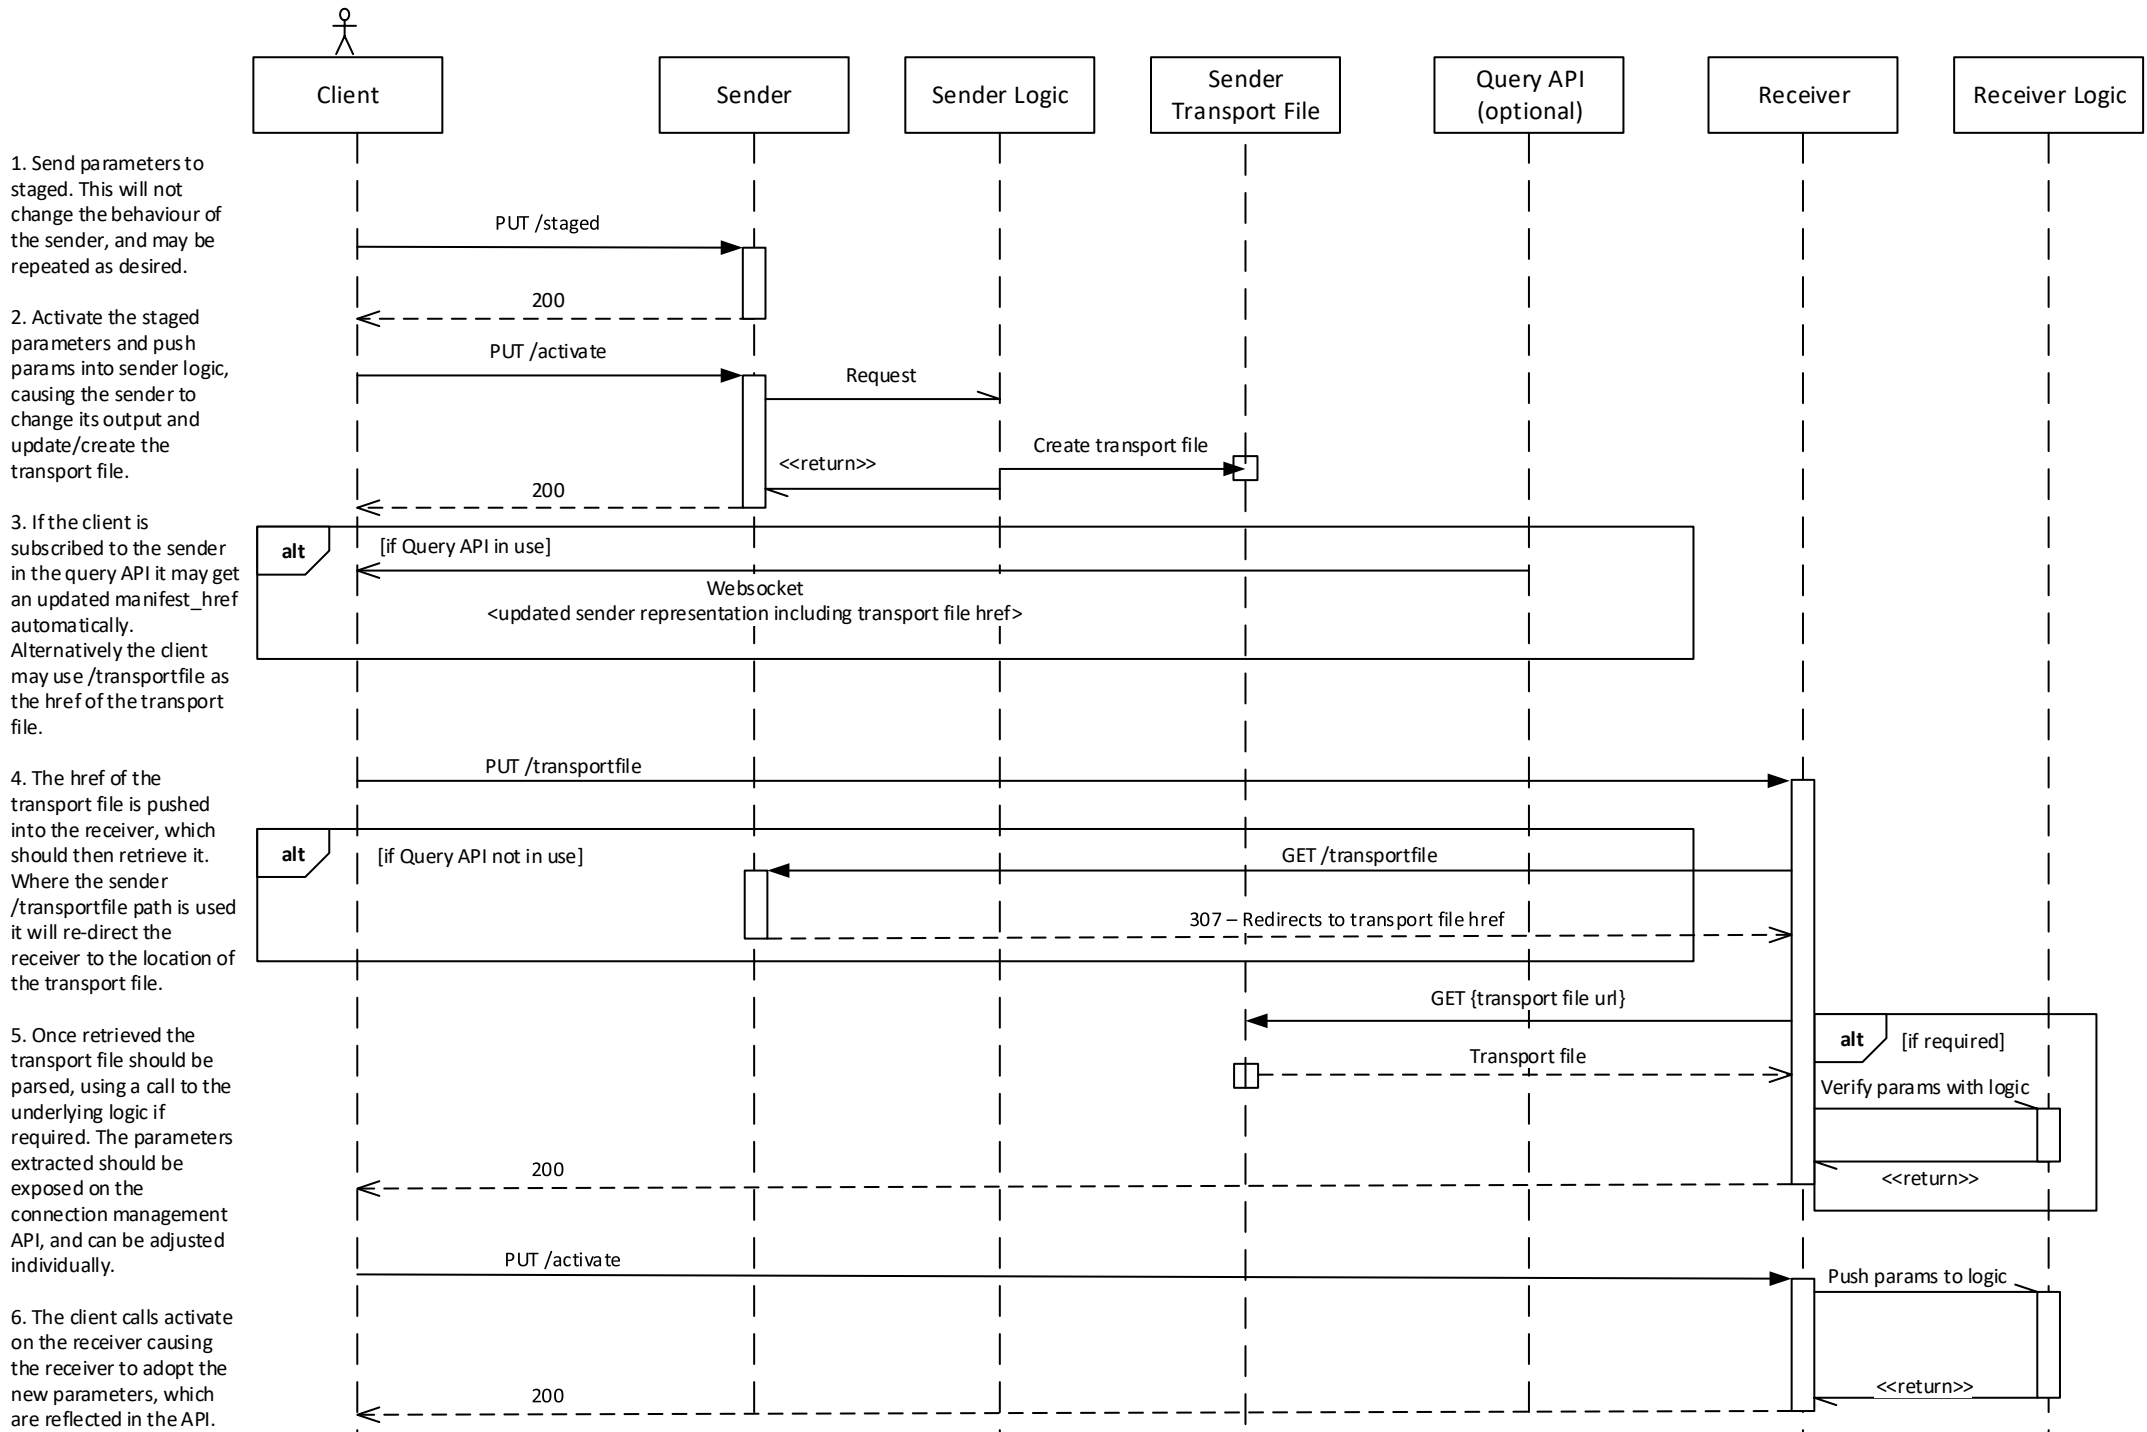 Client
Sender
Sender Logic
Sender
Transport File
Query API
(optional)
Receiver
Receiver Logic
1. Send parameters to
staged. This will not
change the behaviour of
the sender, and may be
repeated as desired.
2. Activate the staged
parameters and push
params into sender logic,
causing the sender to
change its output and
update/create the
transport file.
3. If the client is
subscribed to the sender
in the query API it may get
an updated manifest_href
automatically.
Alternatively the client
may use /transportfile as
the href of the transport
file.
4. The href of the
transport file is pushed
into the receiver, which
should then retrieve it.
Where the sender
/transportfile path is used
it will re-direct the
receiver to the location of
the transport file.
5. Once retrieved the
transport file should be
parsed, using a call to the
underlying logic if
required. The parameters
extracted should be
exposed on the
connection management
API, and can be adjusted
individually.
6. The client calls activate
on the receiver causing
the receiver to adopt the
new parameters, which
are reflected in the API.
PUT /staged
200
PUT /activate
Request
Create transport file
<<return>>
200
alt
[if Query API in use]
Websocket
<updated sender representation including transport file href>
PUT /transportfile
alt
[if Query API not in use]
GET /transportfile
307 – Redirects to transport file href
GET {transport file url}
alt
[if required]
Transport file
Verify params with logic
200
<<return>>
PUT /activate
Push params to logic
<<return>>
200